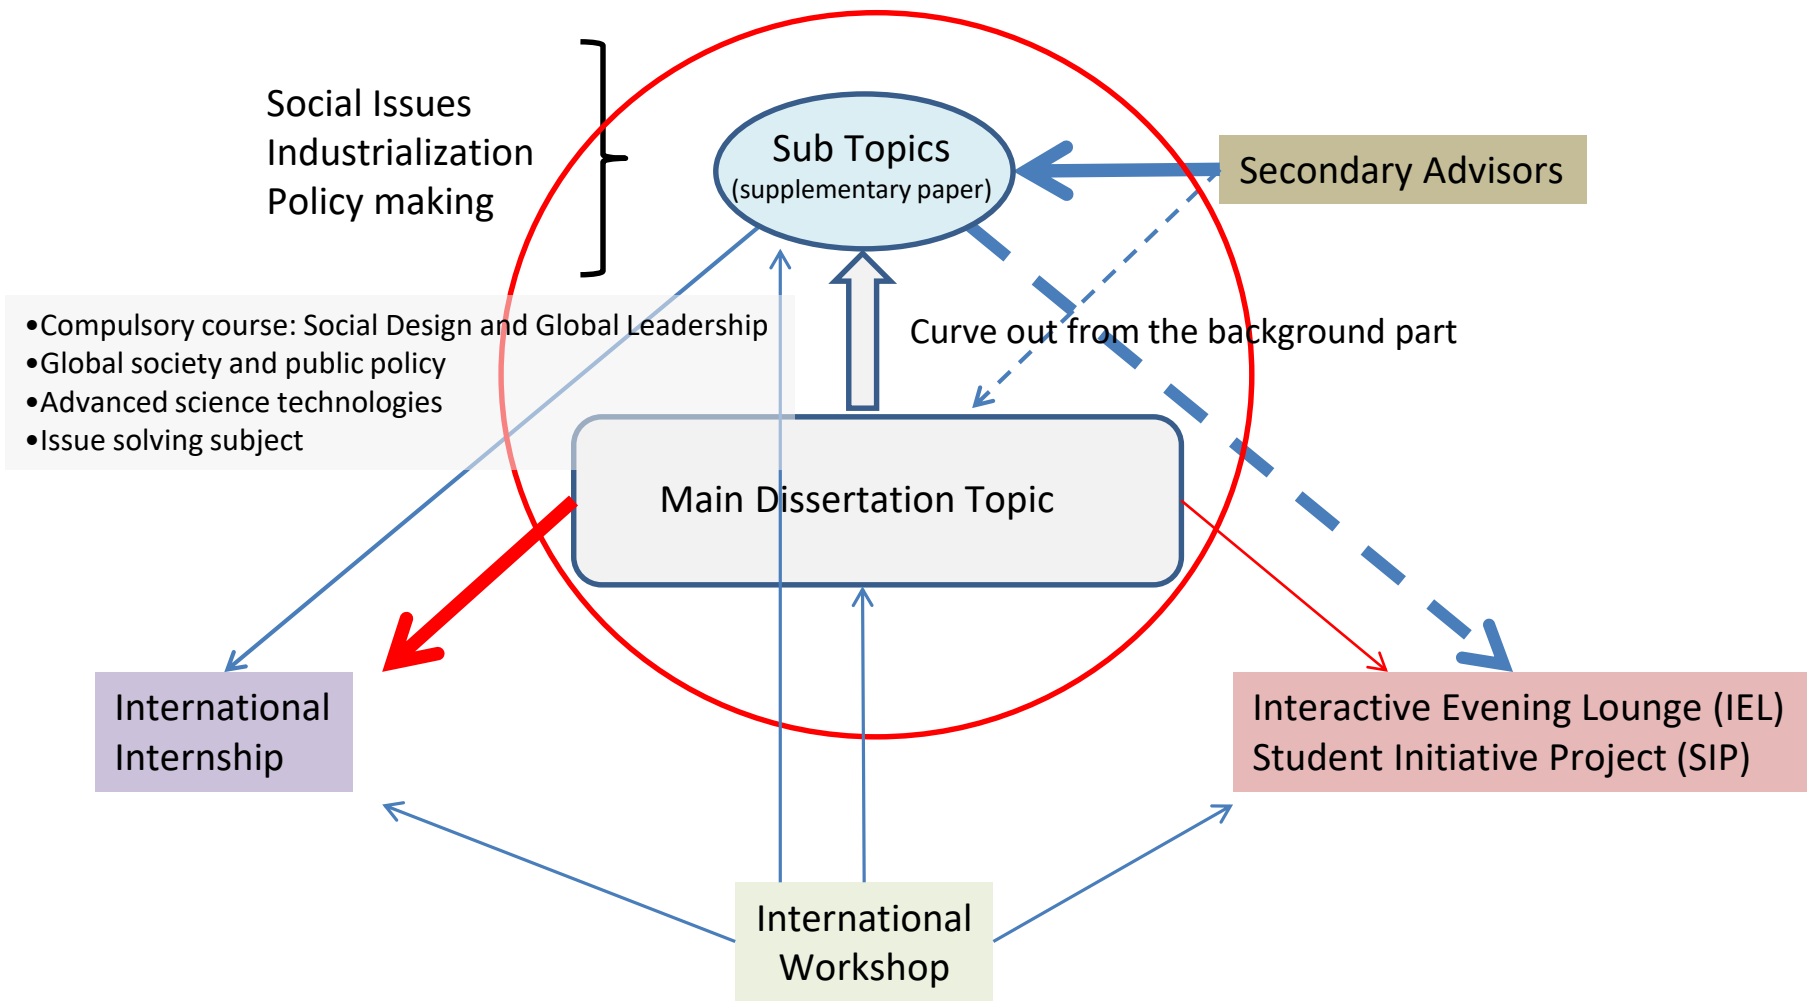 Social Issues
Industrialization
Policy making
Sub Topics
(supplementary paper)
Secondary Advisors
•Compulsory course: Social Design and Global Leadership
•Global society and public policy
•Advanced science technologies
•Issue solving subject
Curve out from the background part
Main Dissertation Topic
International
Internship
Interactive Evening Lounge (IEL)
Student Initiative Project (SIP)
International
Workshop